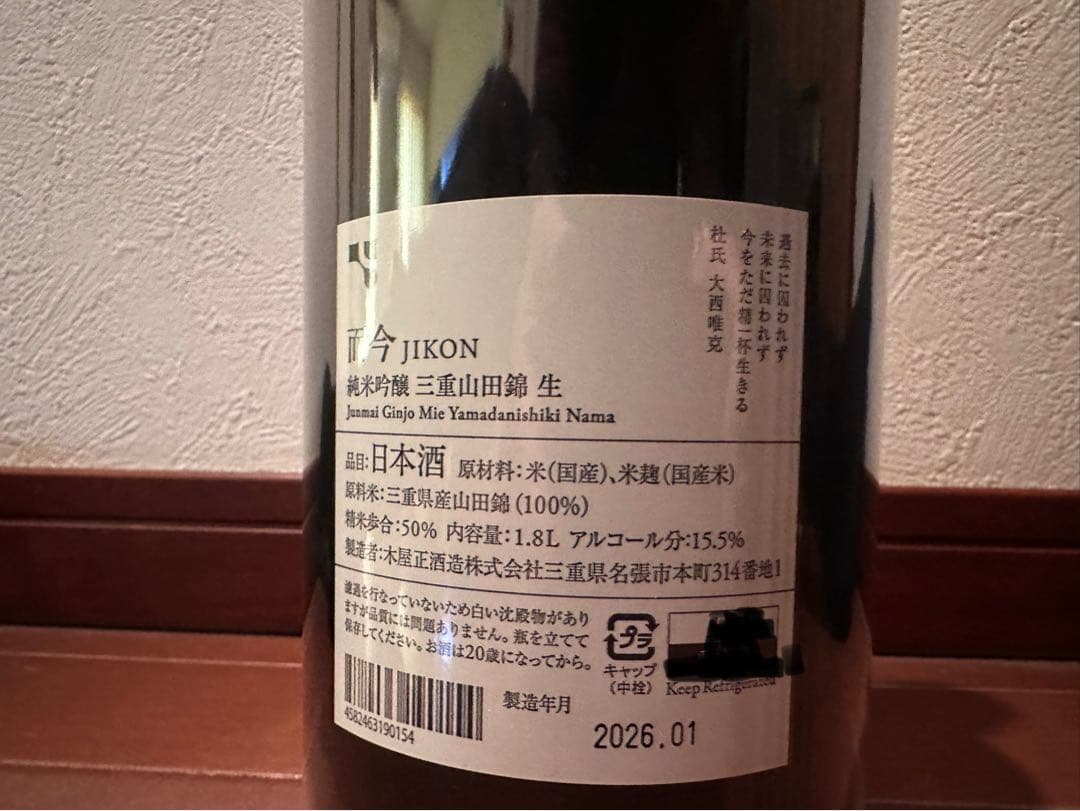 過去に囚われず
未来に囚われず
今をただ精一杯生きる
杜氏 大西唯克
而今 JIKON
純米吟醸 三重山田錦 生
Junmai Ginjo Mie Yamadanishiki Nama
品目:日本酒 原材料:米(国産)、米麹(国産米)
原料米:三重県産山田錦(100%)
精米歩合:50% 内容量:1.8L アルコール分:15.5%
製造者:木屋正酒造株式会社三重県名張市本町314番地1
濾過を行なっていないため白い沈殿物があり
ますが品質には問題ありません。瓶を立てて
保存してください。お酒は20歳になってから。
プラ
キャップ
(中栓)
Keep Refrigerated
4582463190154
製造年月
2026.01